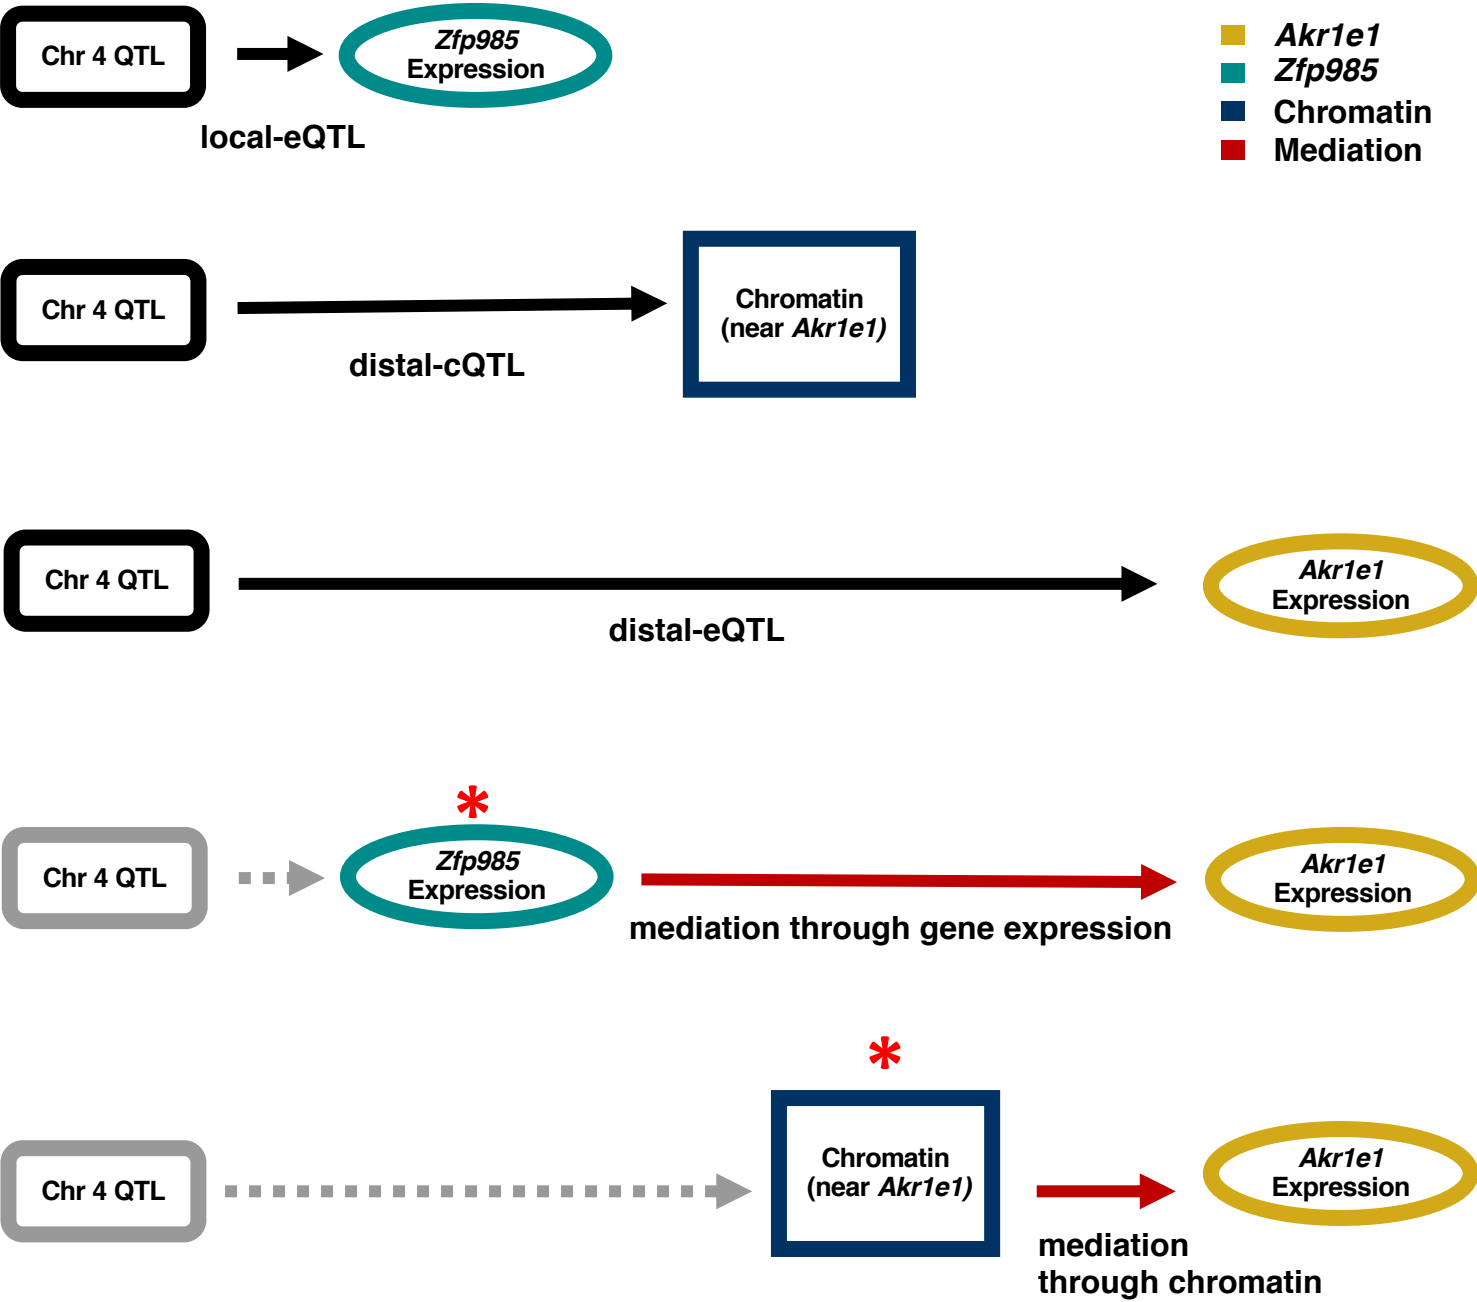 Chr 4 QTL
Zfp985
Expression
local-eQTL
Akr1e1
Zfp985
Chromatin
Mediation
Chr 4 QTL
distal-cQTL
Chromatin
(near Akr1e1)
Chr 4 QTL
distal-eQTL
Akr1e1
Expression
Chr 4 QTL
*
Zfp985
Expression
mediation through gene expression
Akr1e1
Expression
Chr 4 QTL
*
Chromatin
(near Akr1e1)
mediation
through chromatin
Akr1e1
Expression